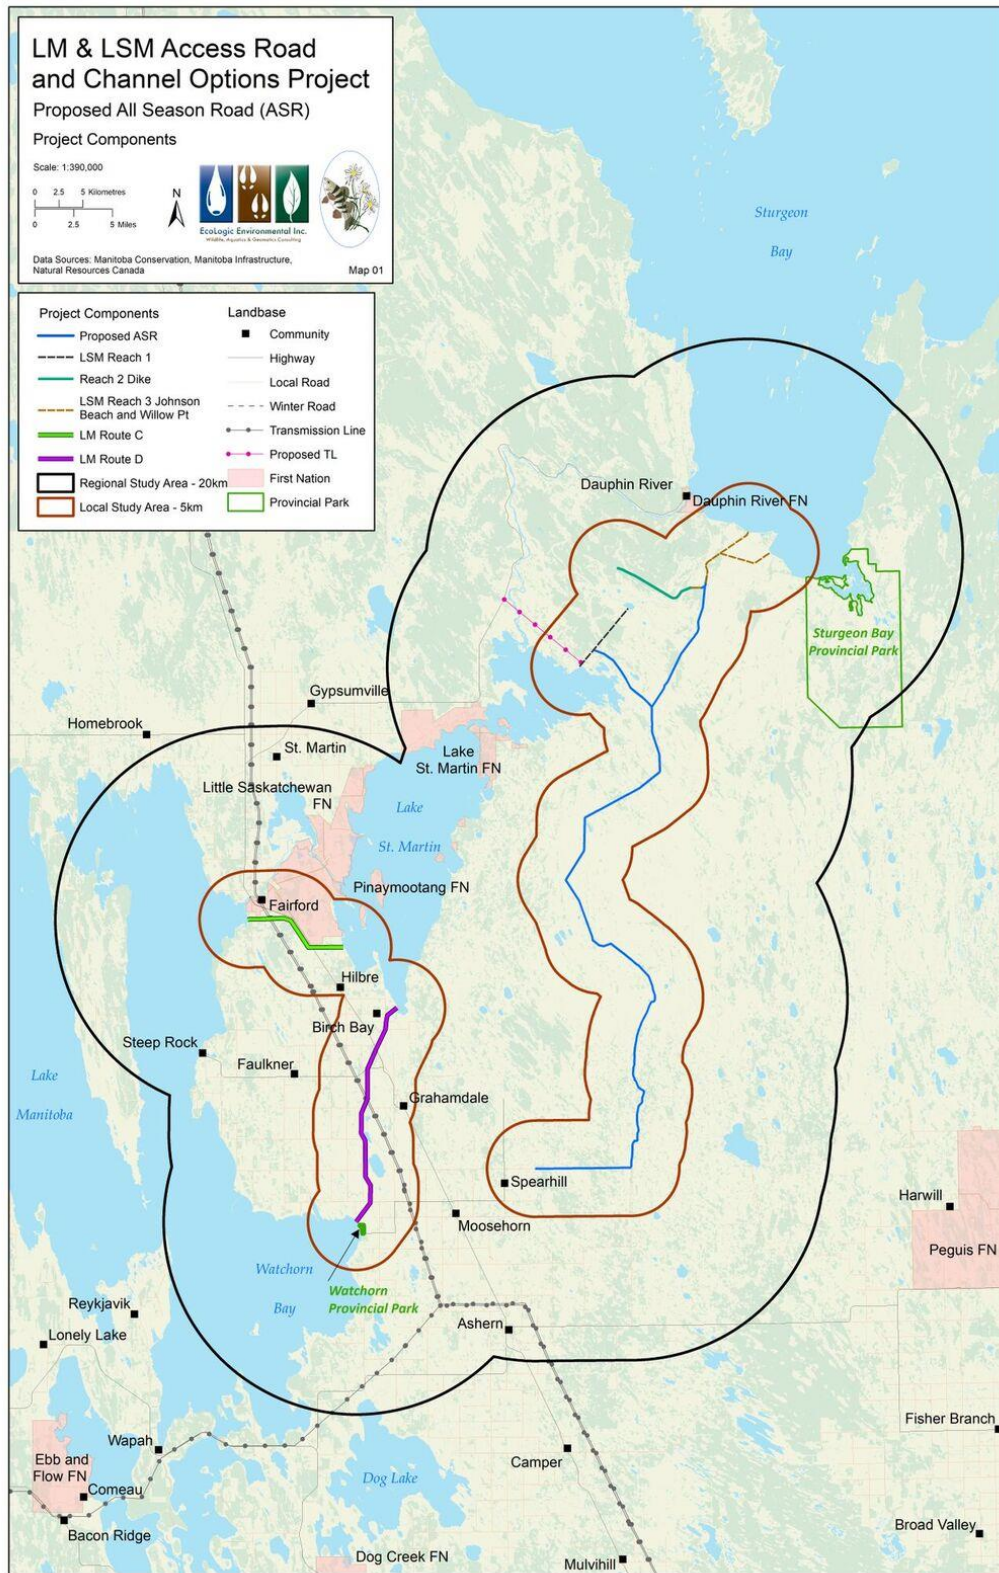 LM & LSM Access Road
and Channel Options Project
Proposed All Season Road (ASR)
Project Components
Scale: 1:390,000
0 2.5 5 Kilometres
0 2.5 5 Miles
N
EcoLogic Environmental Inc.
Wildlife, Aquatics & Geomatics Consulting
Data Sources: Manitoba Conservation, Manitoba Infrastructure,
Natural Resources Canada
Map 01
Project Components
Proposed ASR
LSM Reach 1
Reach 2 Dike
LSM Reach 3 Johnson
Beach and Willow Pt
LM Route C
LM Route D
Regional Study Area - 20km
Local Study Area - 5km
Landbase
Community
Highway
Local Road
Winter Road
Transmission Line
Proposed TL
First Nation
Provincial Park
Sturgeon
Bay
Dauphin River
Dauphin River FN
Sturgeon Bay
Provincial Park
Gypsumville
Homebrook
St. Martin
Lake
St. Martin FN
Little Saskatchewan
FN
Lake
St. Martin
Pinaymootang FN
Fairford
Hilbre
Birch Bay
Steep Rock
Faulkner
Lake
Manitoba
Grahamdale
Spearhill
Moosehorn
Harwill
Peguis FN
Watchorn
Bay
Watchorn
Provincial Park
Reykjavik
Lonely Lake
Ashern
Fisher Branch
Wapah
Ebb and
Flow FN
Comeau
Bacon Ridge
Camper
Dog Lake
Broad Valley
Dog Creek FN
Mulvihill